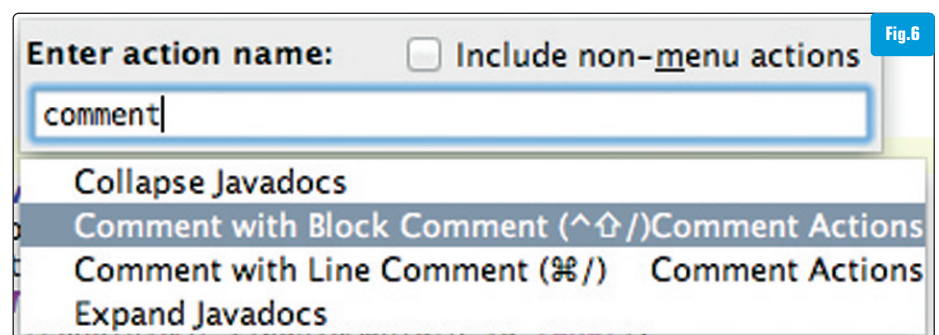 Fig.6
Enter action name: Include non-menu actions
comment
Collapse Javadocs
Comment with Block Comment (^⇧/)Comment Actions
Comment with Line Comment (⌘/) Comment Actions
Expand Javadocs